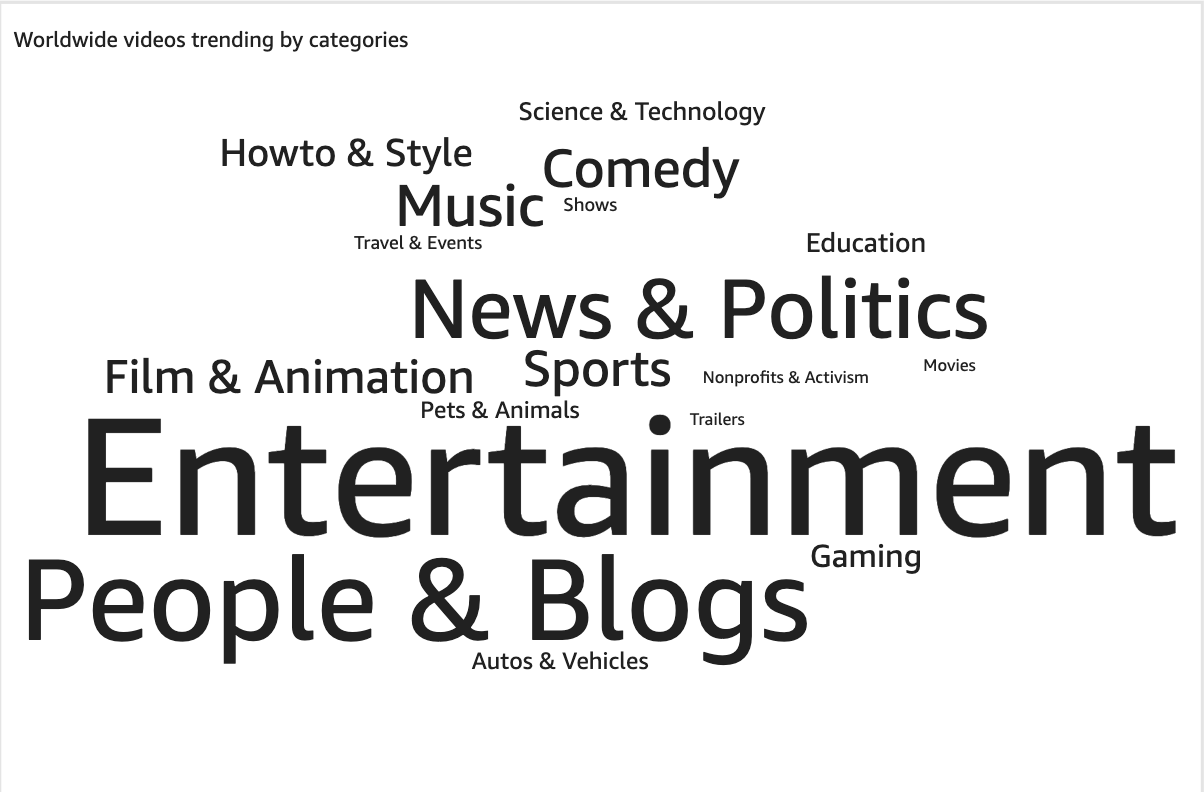 Worldwide videos trending by categories
Science & Technology
Howto & Style
Comedy
Music
Shows
Travel & Events
Education
News & Politics
Film & Animation
Sports
Nonprofits & Activism
Movies
Pets & Animals
Trailers
Entertainment
People & Blogs
Gaming
Autos & Vehicles